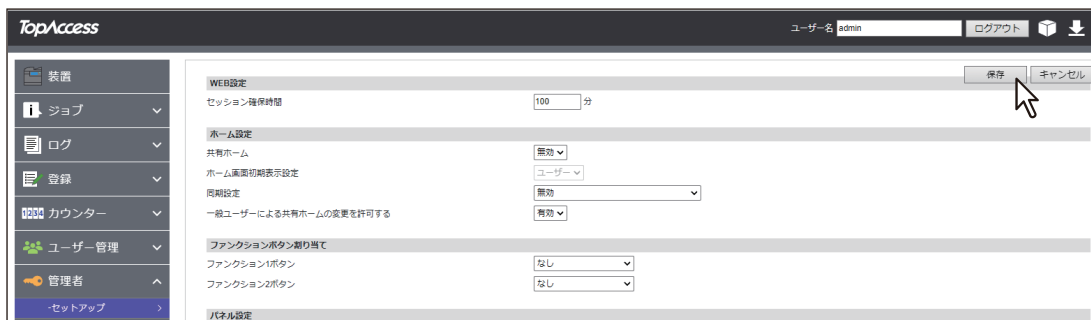 TopAccess
ユーザー名 admin ログアウト
装置
ジョブ
ログ
登録
1234 カウンター
ユーザー管理
管理者
-セットアップ
保存 キャンセル
WEB設定
セッション確保時間 100 分
ホーム設定
共有ホーム 無効
ホーム画面初期表示設定 ユーザー
同期設定 無効
一般ユーザーによる共有ホームの変更を許可する 有効
ファンクションボタン割り当て
ファンクション1ボタン なし
ファンクション2ボタン なし
パネル設定